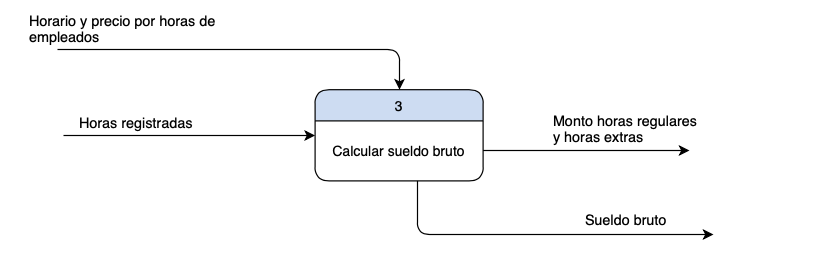 Horario y precio por horas de
empleados
3
Horas registradas
Calcular sueldo bruto
Monto horas regulares
y horas extras
Sueldo bruto